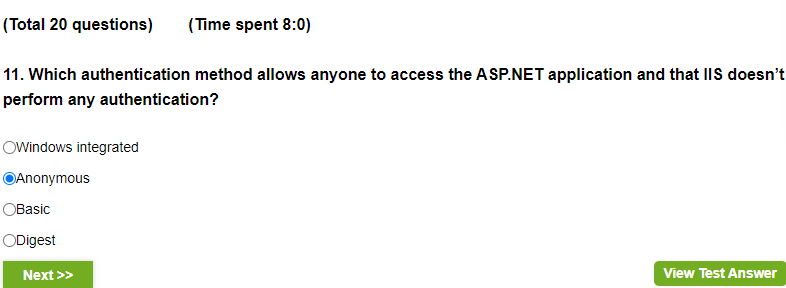 (Total 20 questions) (Time spent 8:0)
11. Which authentication method allows anyone to access the ASP.NET application and that IIS doesn’t
perform any authentication?
Windows integrated
Anonymous
Basic
Digest
Next >>
View Test Answer